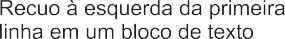 Recuo à esquerda da primeira
linha em um bloco de texto